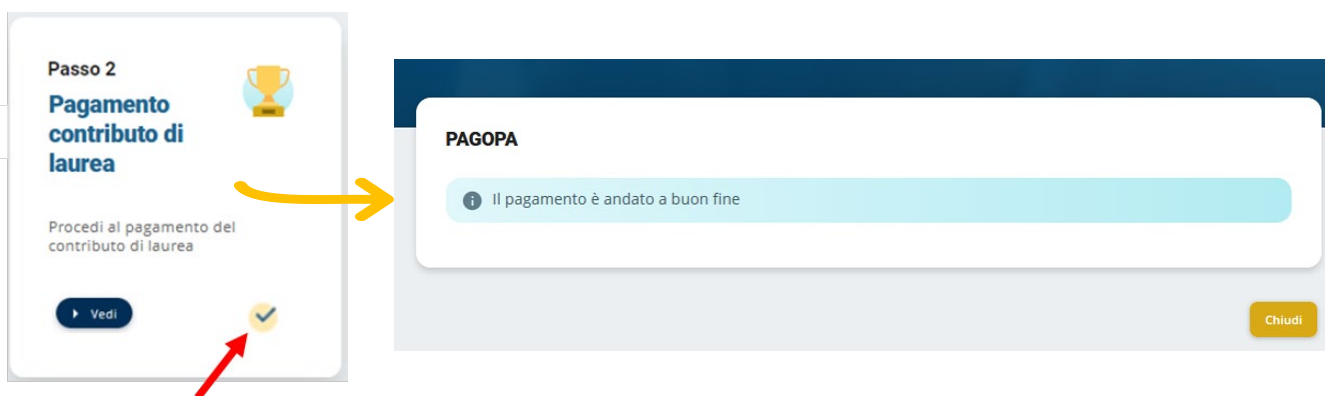 Passo 2
Pagamento
contributo di
laurea
Procedi al pagamento del
contributo di laurea
Vedi
PAGOPA
Il pagamento è andato a buon fine
Chiudi